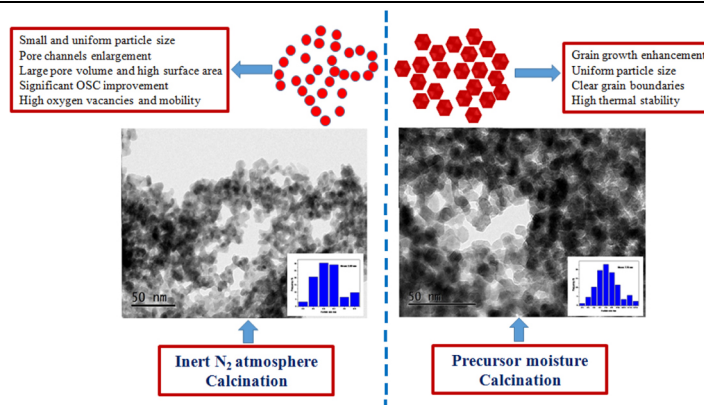 Small and uniform particle size
Pore channels enlargement
Large pore volume and high surface area
Significant OSC improvement
High oxygen vacancies and mobility
Grain growth enhancement
Uniform particle size
Clear grain boundaries
High thermal stability
50 nm
50 nm
Inert N₂ atmosphere
Calcination
Precursor moisture
Calcination